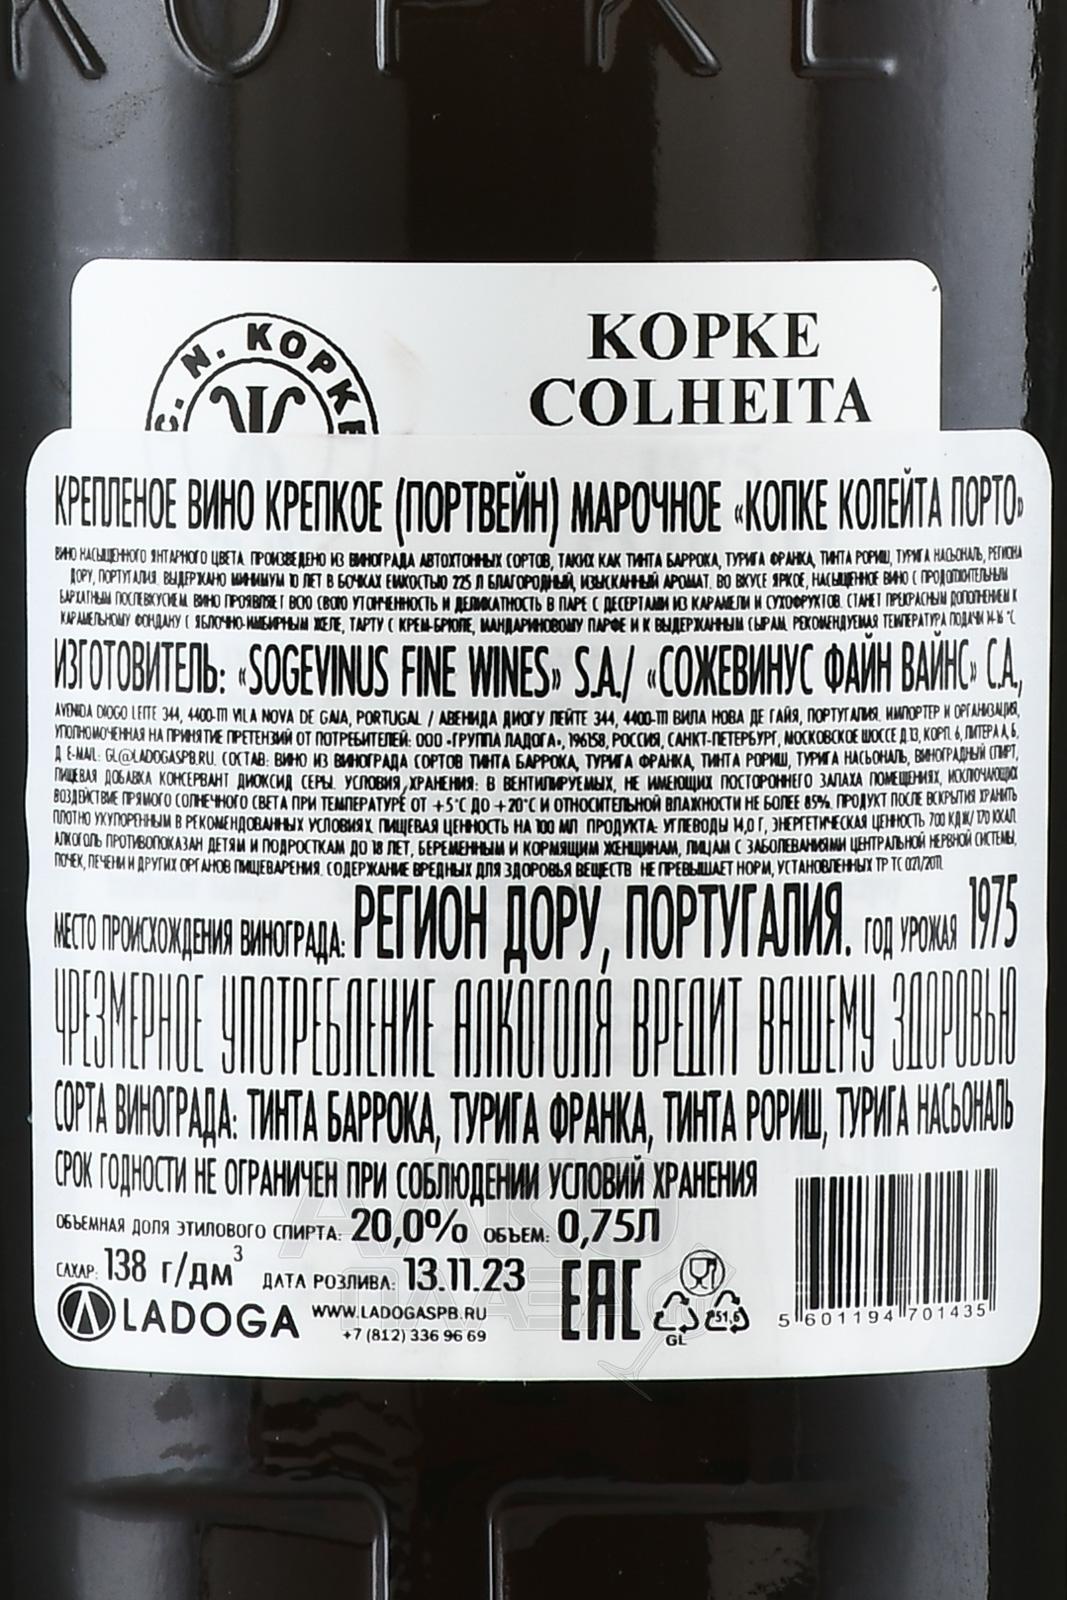 KOPKE
C. N. KOPKE
KOPKE
COLHEITA
КРЕПЛЕНОЕ ВИНО КРЕПКОЕ (ПОРТВЕЙН) МАРОЧНОЕ «КОПКЕ КОЛЕЙТА ПОРТО»
ВИНО НАСЫЩЕННОГО ЯНТАРНОГО ЦВЕТА. ПРОИЗВЕДЕНО ИЗ ВИНОГРАДА АВТОХТОННЫХ СОРТОВ, ТАКИХ КАК ТИНТА БАРРОКА, ТУРИГА ФРАНКА, ТИНТА РОРИШ, ТУРИГА НАСЬОНАЛЬ, РЕГИОНА
ДОРУ, ПОРТУГАЛИЯ. ВЫДЕРЖАНО МИНИМУМ 10 ЛЕТ В БОЧКАХ ЕМКОСТЬЮ 225 Л БЛАГОРОДНЫЙ, ИЗЫСКАННЫЙ АРОМАТ. ВО ВКУСЕ ЯРКОЕ, НАСЫЩЕННОЕ ВИНО С ПРОДОЛЖИТЕЛЬНЫМ
БАРХАТНЫМ ПОСЛЕВКУСИЕМ. ВИНО ПРОЯВЛЯЕТ ВСЮ СВОЮ УТОНЧЕННОСТЬ И ДЕЛИКАТНОСТЬ В ПАРЕ С ДЕСЕРТАМИ ИЗ КАРАМЕЛИ И СУХОФРУКТОВ. СТАНЕТ ПРЕКРАСНЫМ ДОПОЛНЕНИЕМ К
КАРАМЕЛЬНОМУ ФОНДАНУ С ЯБЛОЧНО-ИМБИРНЫМ ЖЕЛЕ, ТАРТУ С КРЕМ-БРЮЛЕ, МАНДАРИНОВОМУ ПАРФЕ И К ВЫДЕРЖАННЫМ СЫРАМ. РЕКОМЕНДУЕМАЯ ТЕМПЕРАТУРА ПОДАЧИ 14-16 °С.
ИЗГОТОВИТЕЛЬ: «SOGEVINUS FINE WINES» S.A./ «СОЖЕВИНУС ФАЙН ВАЙНС» С.А.,
AVENIDA DIOGO LEITE 344, 4400-111 VILA NOVA DE GAIA, PORTUGAL / АВЕНИДА ДИОГУ ЛЕЙТЕ 344, 4400-111 ВИЛА НОВА ДЕ ГАЙЯ, ПОРТУГАЛИЯ. ИМПОРТЕР И ОРГАНИЗАЦИЯ,
УПОЛНОМОЧЕННАЯ НА ПРИНЯТИЕ ПРЕТЕНЗИЙ ОТ ПОТРЕБИТЕЛЕЙ: ООО «ГРУППА ЛАДОГА», 196158, РОССИЯ, САНКТ-ПЕТЕРБУРГ, МОСКОВСКОЕ ШОССЕ Д.13, КОРП. 6, ЛИТЕРА А, Б,
Д. E-MAIL: GL@LADOGASPB.RU. СОСТАВ: ВИНО ИЗ ВИНОГРАДА СОРТОВ ТИНТА БАРРОКА, ТУРИГА ФРАНКА, ТИНТА РОРИШ, ТУРИГА НАСЬОНАЛЬ, ВИНОГРАДНЫЙ СПИРТ,
ПИЩЕВАЯ ДОБАВКА КОНСЕРВАНТ ДИОКСИД СЕРЫ. УСЛОВИЯ ХРАНЕНИЯ: В ВЕНТИЛИРУЕМЫХ, НЕ ИМЕЮЩИХ ПОСТОРОННЕГО ЗАПАХА ПОМЕЩЕНИЯХ, ИСКЛЮЧАЮЩИХ
ВОЗДЕЙСТВИЕ ПРЯМОГО СОЛНЕЧНОГО СВЕТА ПРИ ТЕМПЕРАТУРЕ ОТ +5°С ДО +20°С И ОТНОСИТЕЛЬНОЙ ВЛАЖНОСТИ НЕ БОЛЕЕ 85%. ПРОДУКТ ПОСЛЕ ВСКРЫТИЯ ХРАНИТЬ
ПЛОТНО УКУПОРЕННЫМ В РЕКОМЕНДОВАННЫХ УСЛОВИЯХ. ПИЩЕВАЯ ЦЕННОСТЬ НА 100 МЛ ПРОДУКТА: УГЛЕВОДЫ 14,0 Г, ЭНЕРГЕТИЧЕСКАЯ ЦЕННОСТЬ 700 КДЖ/ 170 ККАЛ.
АЛКОГОЛЬ ПРОТИВОПОКАЗАН ДЕТЯМ И ПОДРОСТКАМ ДО 18 ЛЕТ, БЕРЕМЕННЫМ И КОРМЯЩИМ ЖЕНЩИНАМ, ЛИЦАМ С ЗАБОЛЕВАНИЯМИ ЦЕНТРАЛЬНОЙ НЕРВНОЙ СИСТЕМЫ,
ПОЧЕК, ПЕЧЕНИ И ДРУГИХ ОРГАНОВ ПИЩЕВАРЕНИЯ. СОДЕРЖАНИЕ ВРЕДНЫХ ДЛЯ ЗДОРОВЬЯ ВЕЩЕСТВ НЕ ПРЕВЫШАЕТ НОРМ, УСТАНОВЛЕННЫХ ТР ТС 021/2011.
МЕСТО ПРОИСХОЖДЕНИЯ ВИНОГРАДА: РЕГИОН ДОРУ, ПОРТУГАЛИЯ. ГОД УРОЖАЯ 1975
ЧРЕЗМЕРНОЕ УПОТРЕБЛЕНИЕ АЛКОГОЛЯ ВРЕДИТ ВАШЕМУ ЗДОРОВЬЮ
СОРТА ВИНОГРАДА: ТИНТА БАРРОКА, ТУРИГА ФРАНКА, ТИНТА РОРИШ, ТУРИГА НАСЬОНАЛЬ
СРОК ГОДНОСТИ НЕ ОГРАНИЧЕН ПРИ СОБЛЮДЕНИИ УСЛОВИЙ ХРАНЕНИЯ
ОБЪЕМНАЯ ДОЛЯ ЭТИЛОВОГО СПИРТА: 20,0% ОБЪЕМ: 0,75Л
САХАР: 138 г/дм³ ДАТА РОЗЛИВА: 13.11.23
LADOGA WWW.LADOGASPB.RU
+7 (812) 336 96 69
EAC
GL
51,6
5 601194 701435
АЛКО
ПЛАЗА